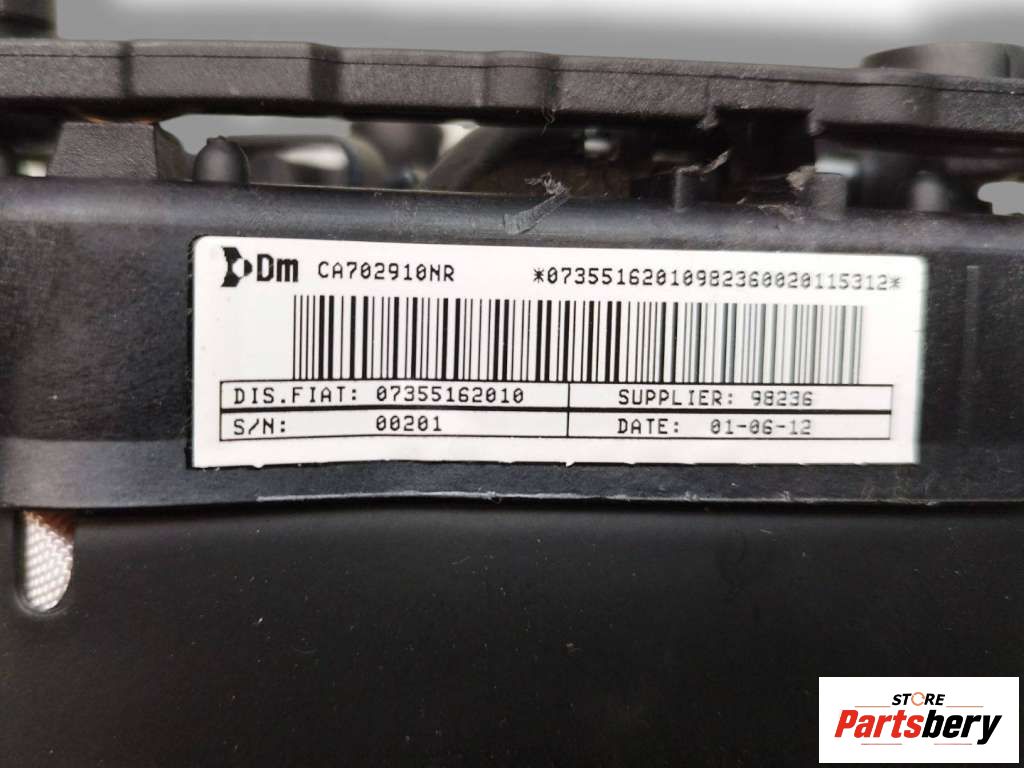 Dm CA702910NR *07355162010982360020115312*
DIS.FIAT: 07355162010 SUPPLIER: 98236
S/N: 00201 DATE: 01-06-12
STORE
Partsbery